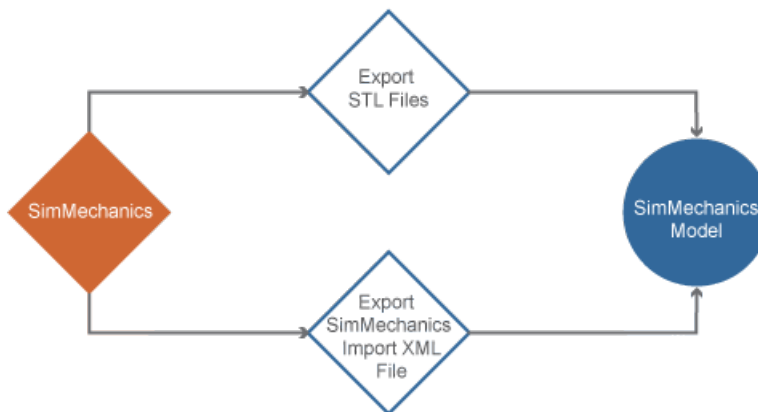 Export
STL Files
SimMechanics
SimMechanics
Model
Export
SimMechanics
Import XML
File